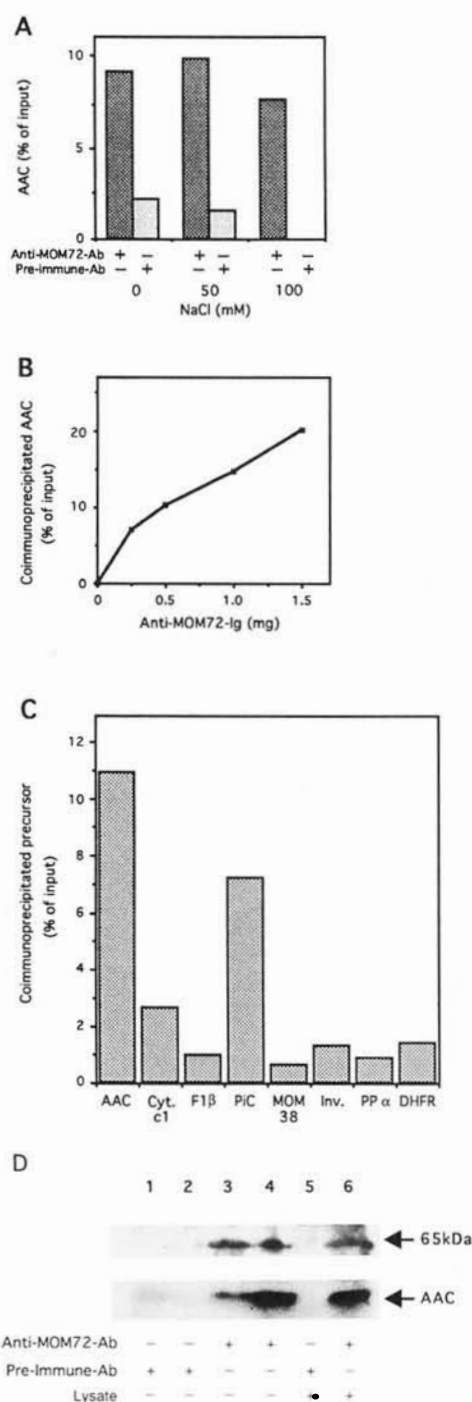 A
10
5
0
AAC (% of input)
Anti-MOM72-Ab + − + − + −
Pre-immune-Ab − + − + − +
0 50 100
NaCl (mM)
B
20
10
0
Coimmunoprecipitated AAC
(% of input)
0 0.5 1.0 1.5
Anti-MOM72-Ig (mg)
C
12
10
8
6
4
2
0
Coimmunoprecipitated precursor
(% of input)
AAC Cyt. c1 F1β PiC MOM 38 Inv. PP α DHFR
D
1 2 3 4 5 6
65kDa
AAC
Anti-MOM72-Ab − − + + − +
Pre-Immune-Ab + + − − + −
Lysate − − − − + +